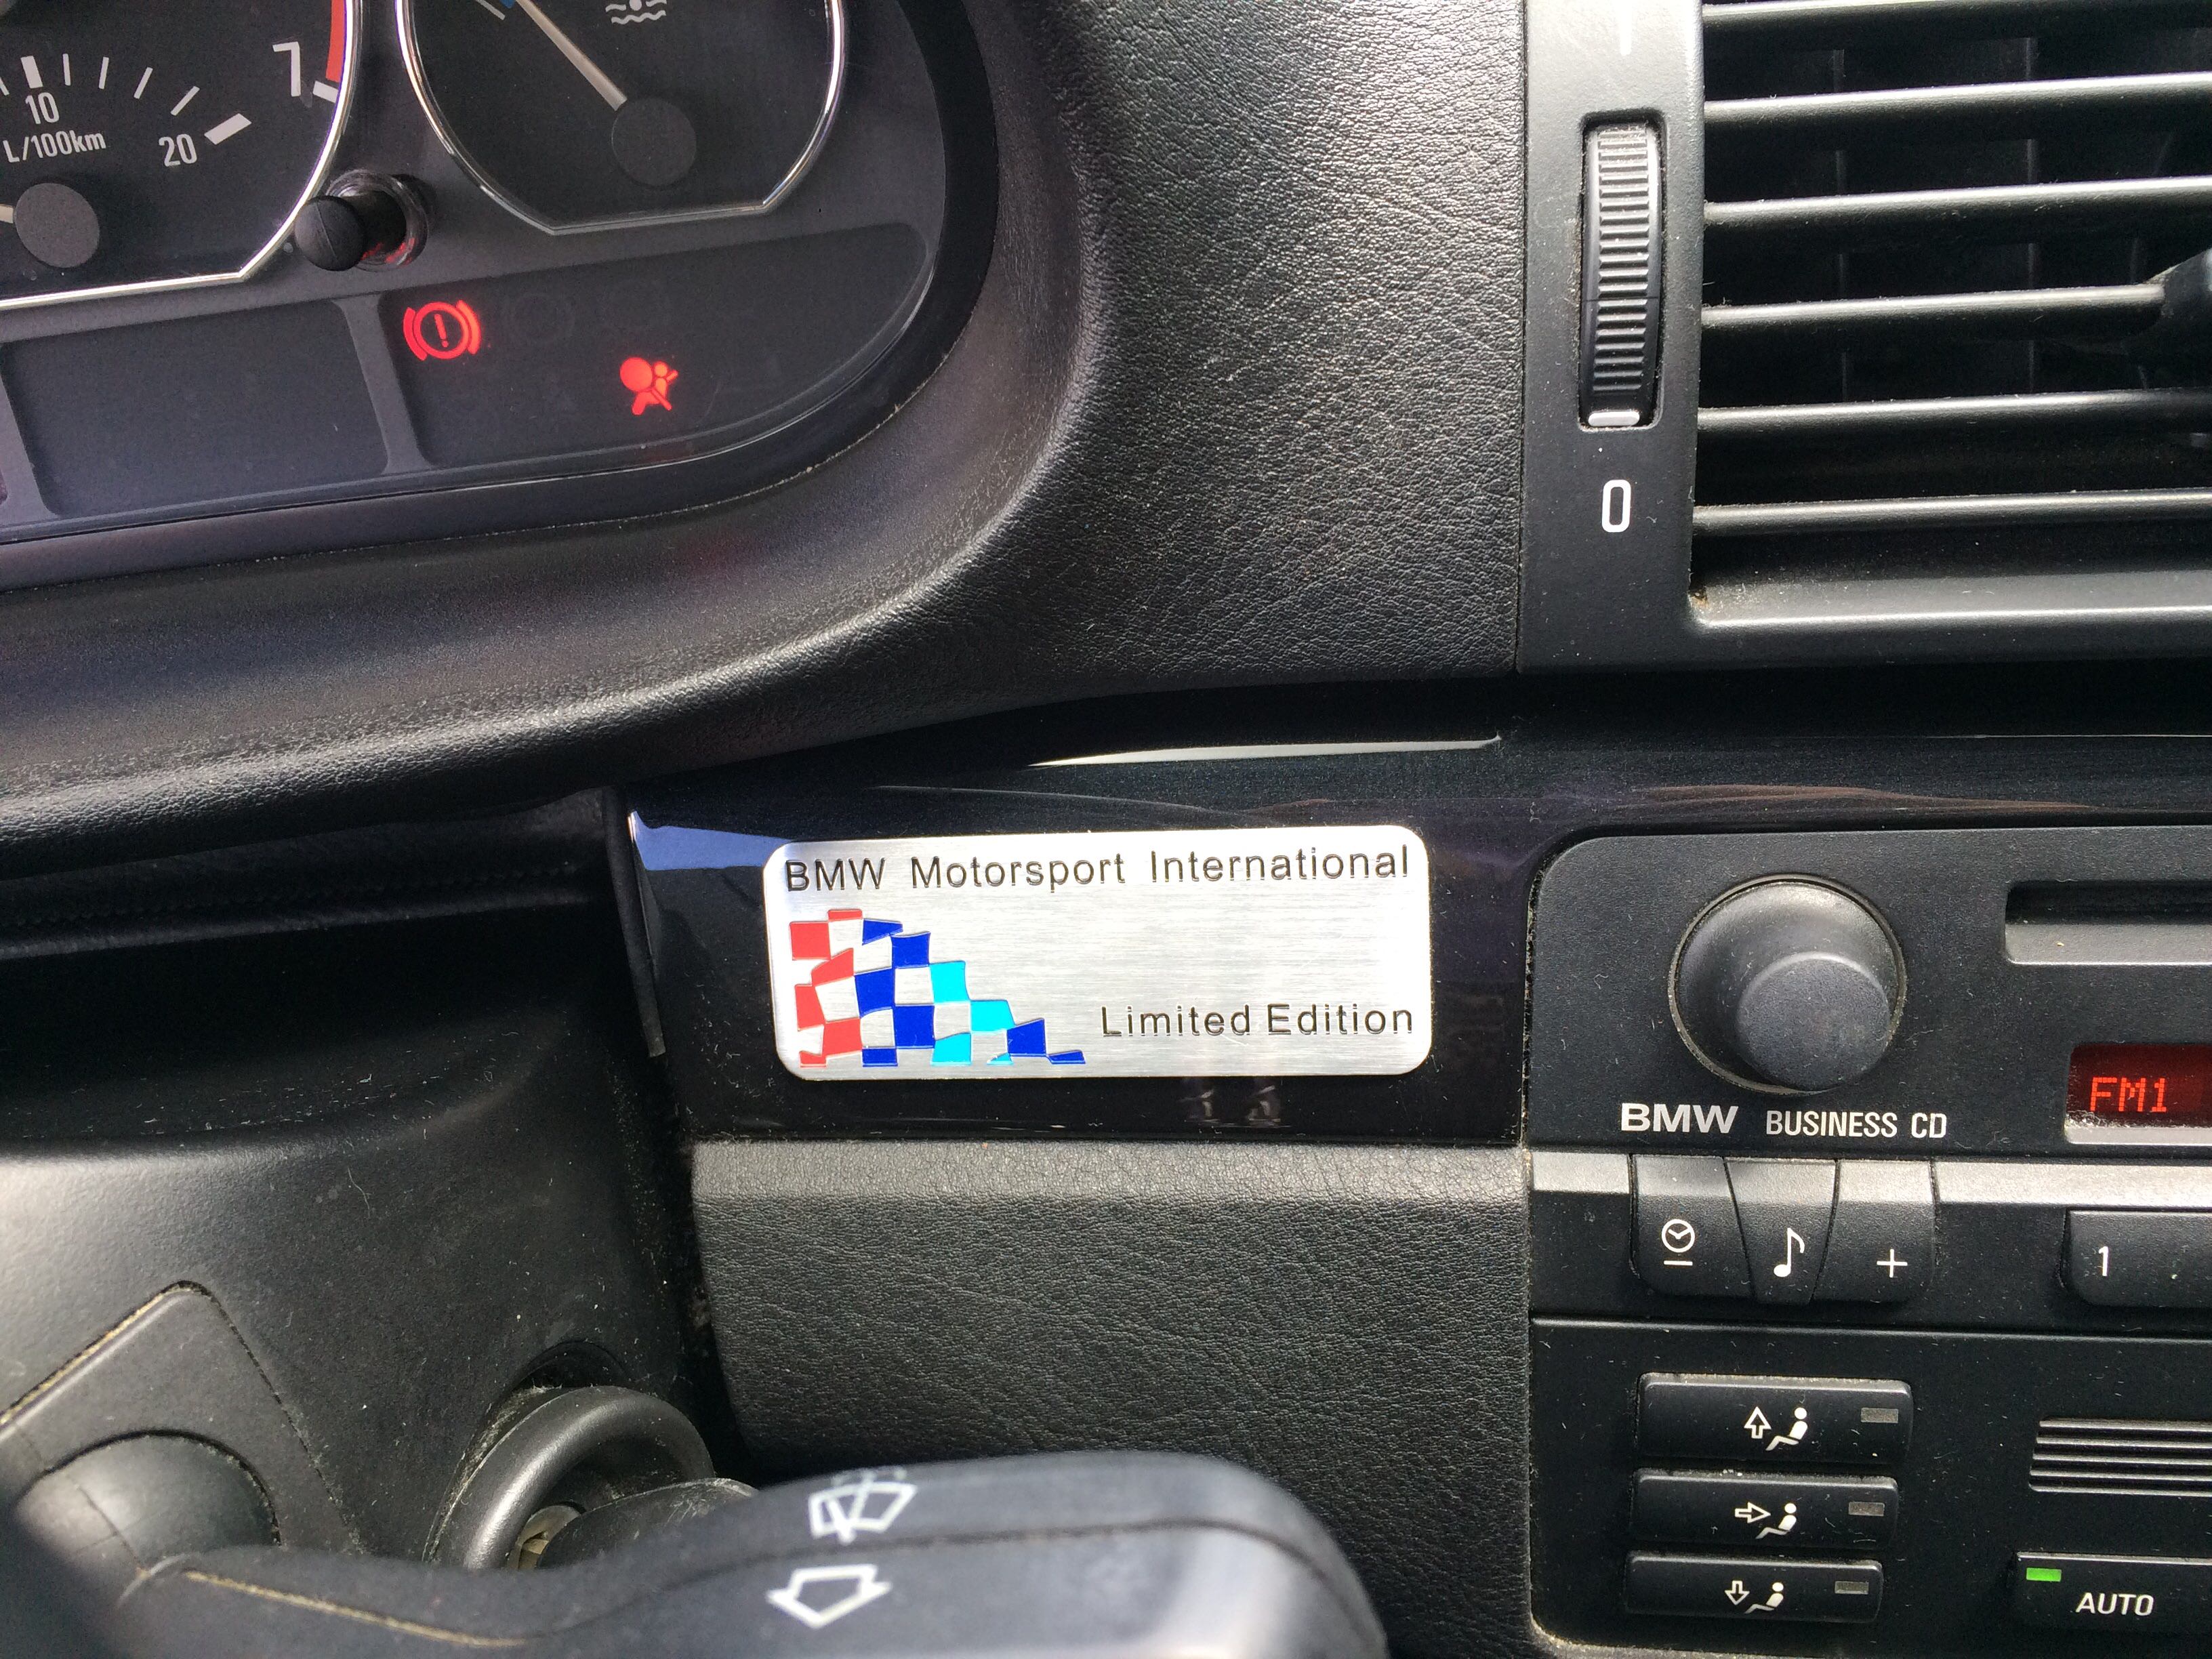 7
10
L/100km
20
0
BMW Motorsport International
Limited Edition
BMW BUSINESS CD
FM1
+
1
AUTO